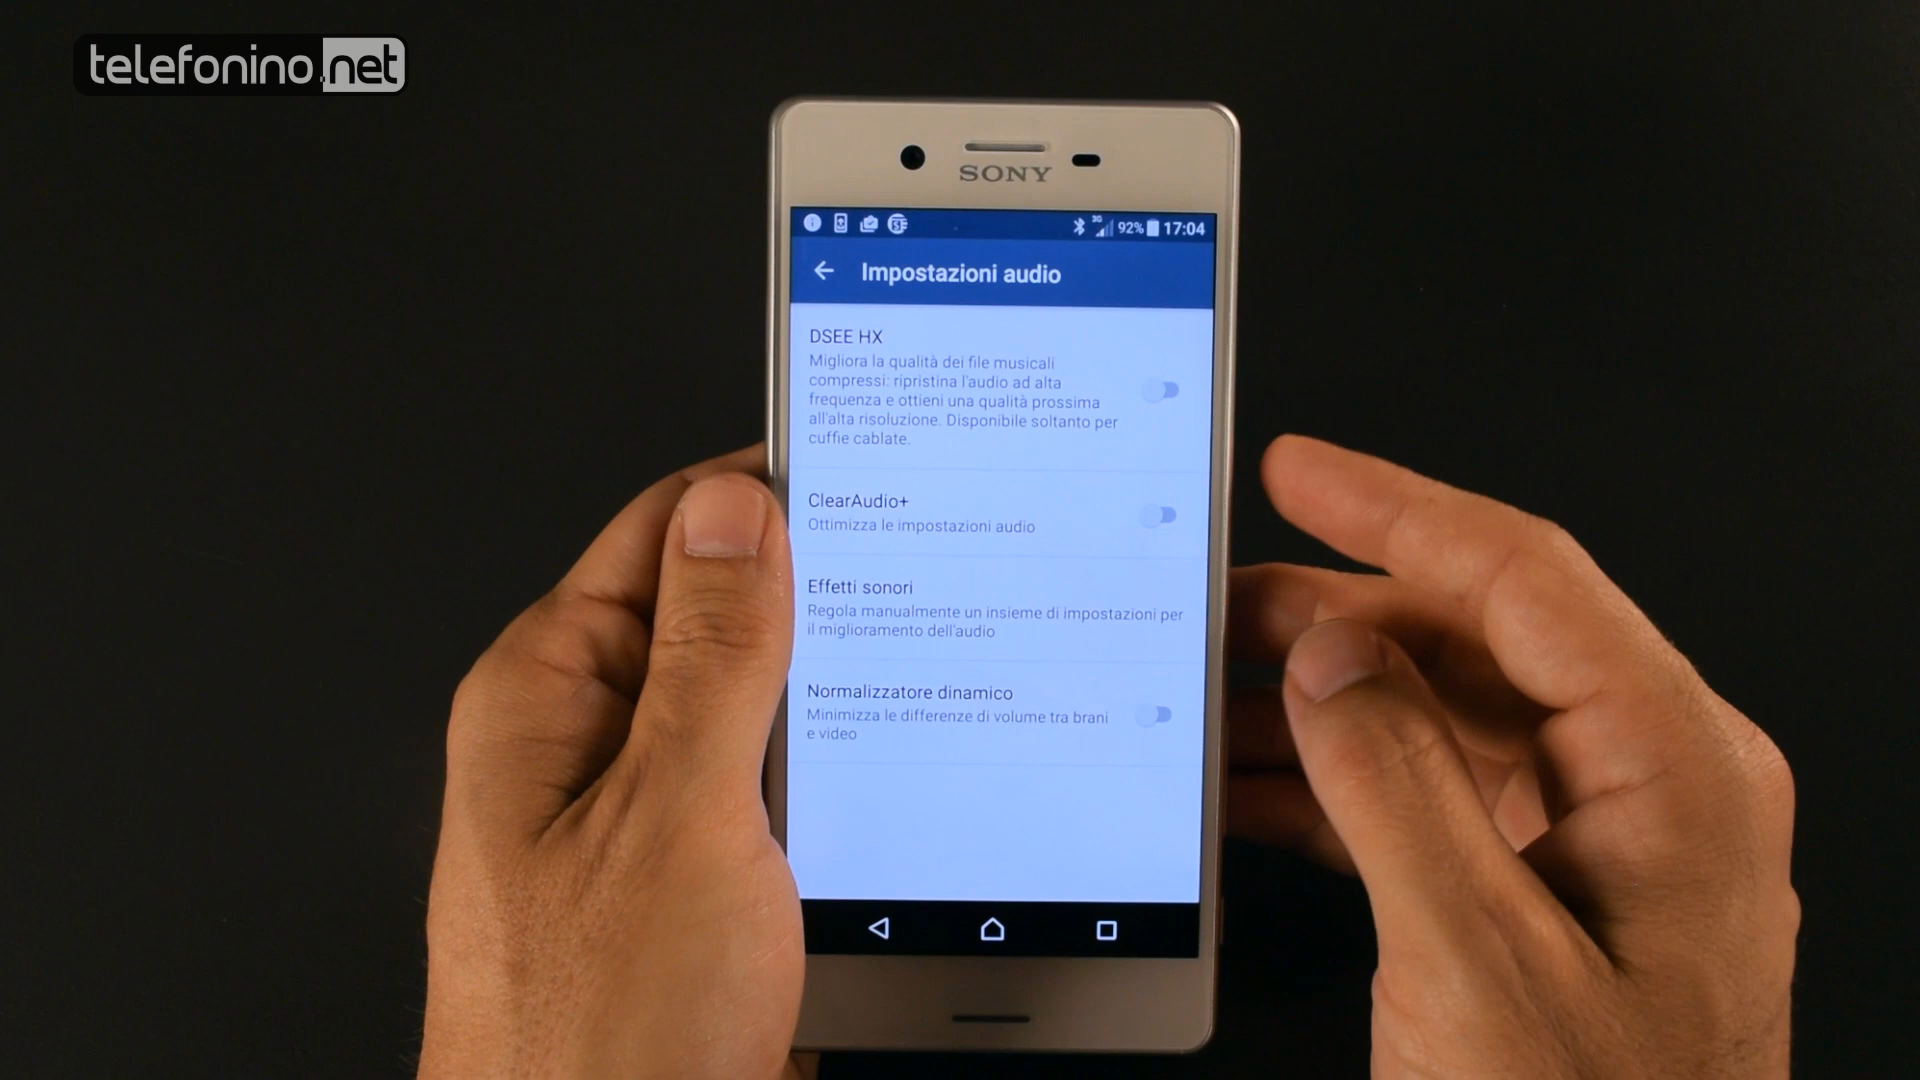 telefonino.net
SONY
3G
92%
17:04
Impostazioni audio
DSEE HX
Migliora la qualità dei file musicali
compressi: ripristina l'audio ad alta
frequenza e ottieni una qualità prossima
all'alta risoluzione. Disponibile soltanto per
cuffie cablate.
ClearAudio+
Ottimizza le impostazioni audio
Effetti sonori
Regola manualmente un insieme di impostazioni per
il miglioramento dell'audio
Normalizzatore dinamico
Minimizza le differenze di volume tra brani
e video